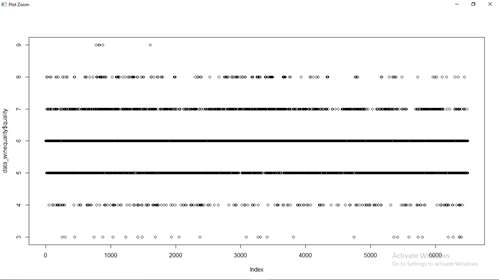 Plot Zoom
data_winequality$quality
9
8
7
6
5
4
3
0
1000
2000
3000
4000
5000
6000
Index
Activate Windows
Go to Settings to activate Windows.